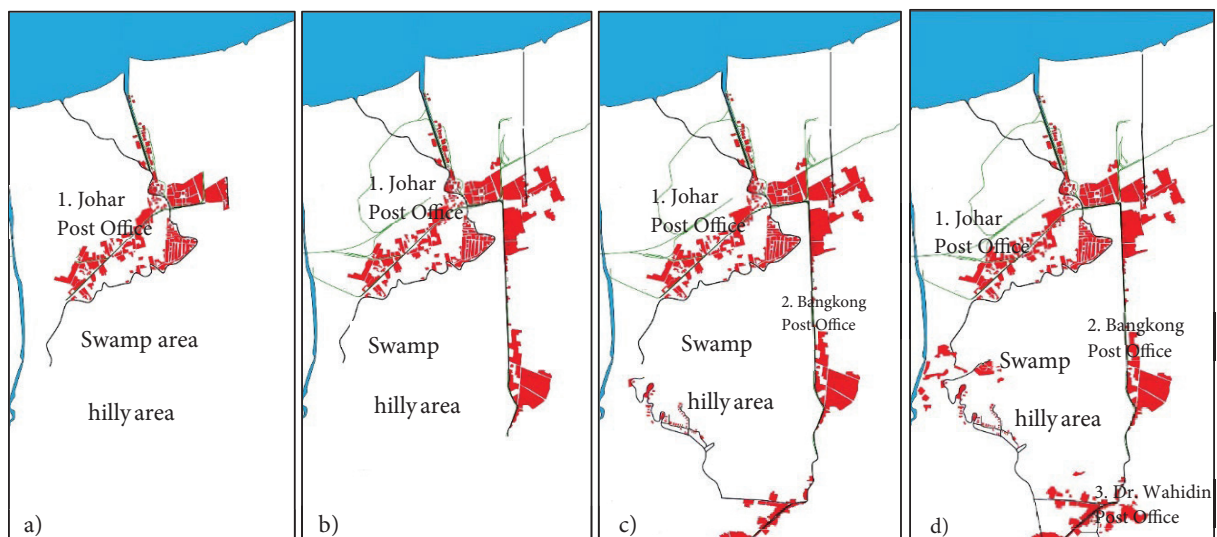 1. Johar
Post Office
Swamp area
hilly area
a)
1. Johar
Post Office
Swamp
hilly area
b)
1. Johar
Post Office
2. Bangkong
Post Office
Swamp
hilly area
c)
1. Johar
Post Office
2. Bangkong
Post Office
Swamp
hilly area
3. Dr. Wahidin
Post Office
d)